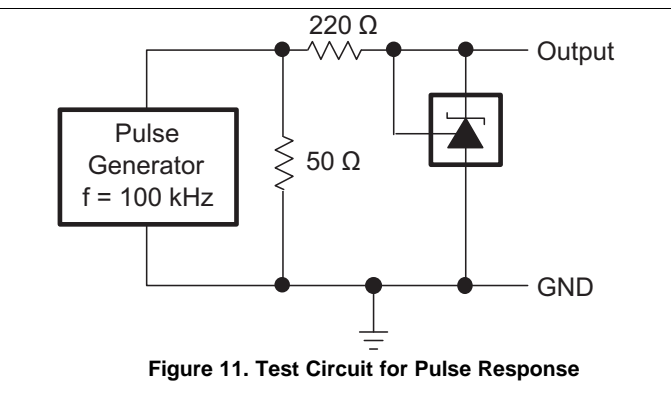 220 Ω
Output
Pulse
Generator
f = 100 kHz
50 Ω
GND
Figure 11. Test Circuit for Pulse Response